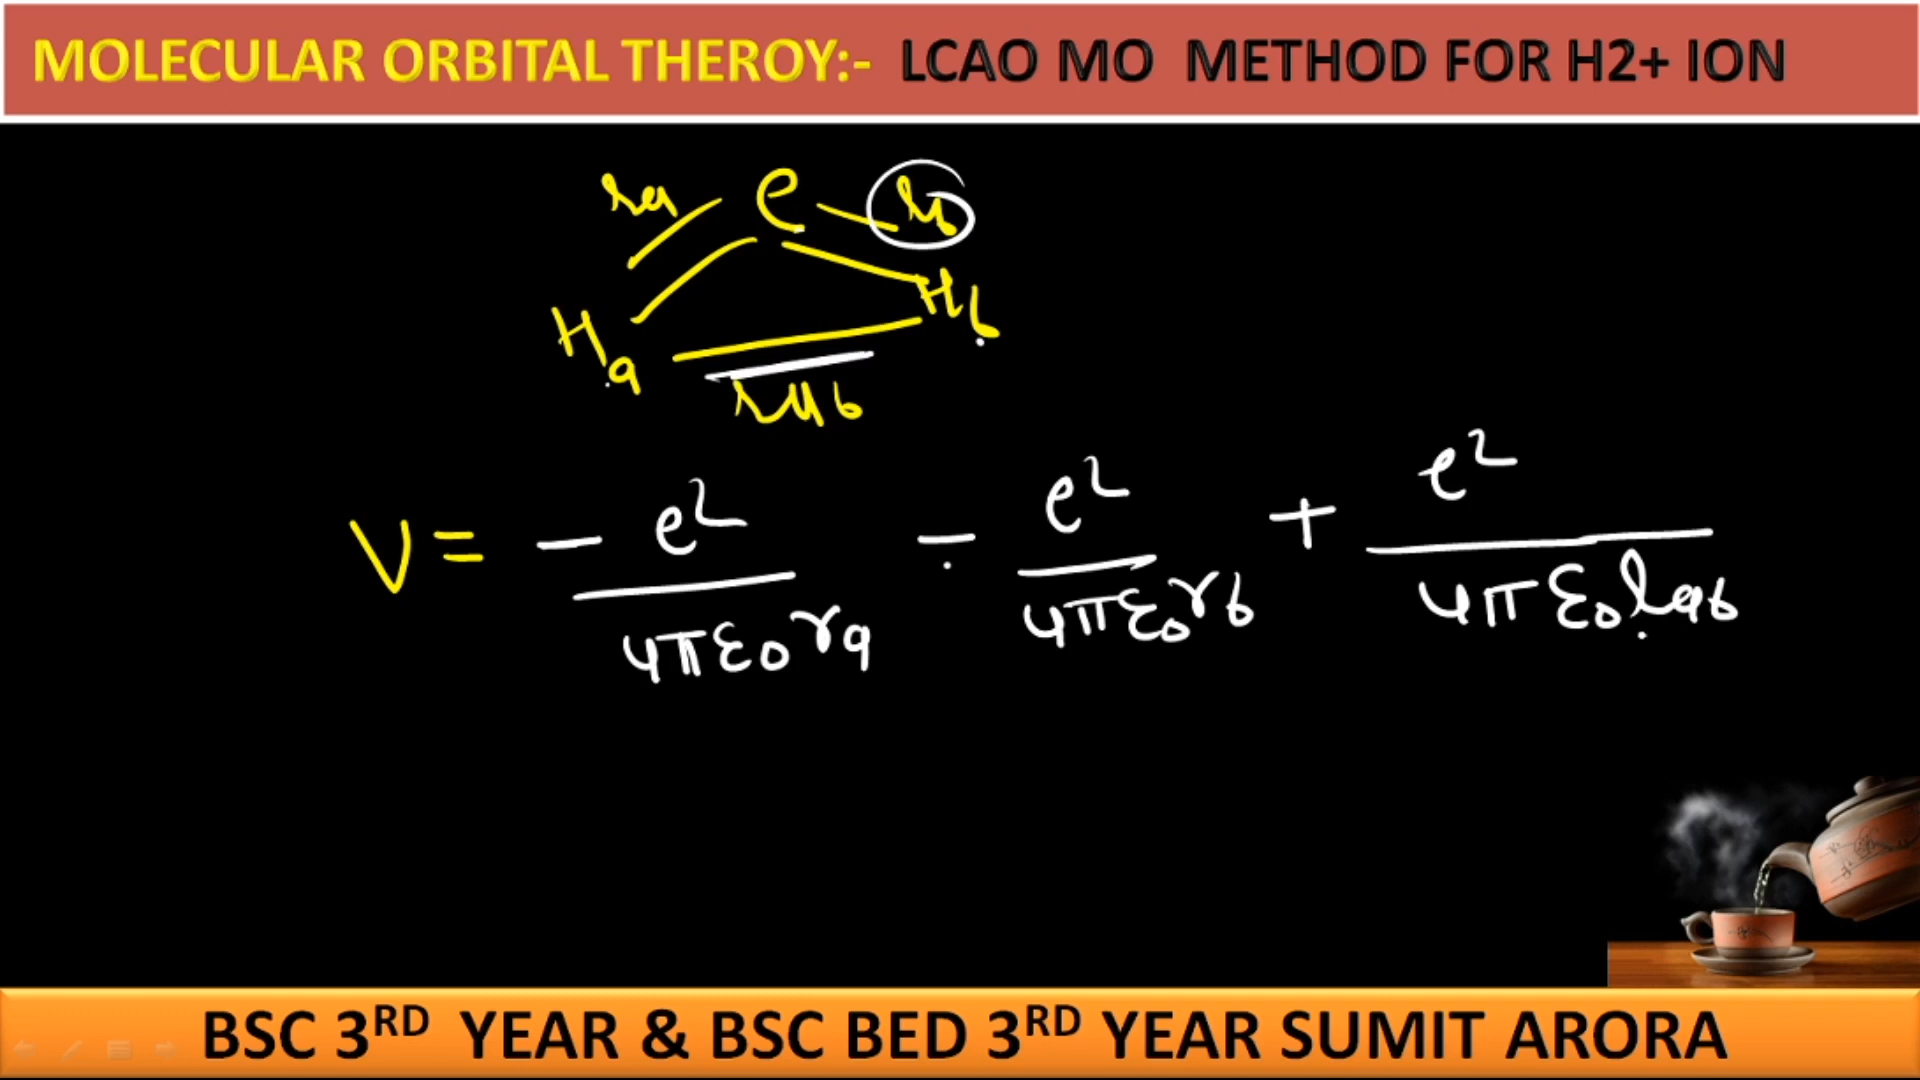 MOLECULAR ORBITAL THEROY:- LCAO MO METHOD FOR H2+ ION
ra e rb
Ha Hb
rab
V = - e²/4πε₀ra - e²/4πε₀rb + e²/4πε₀rab
BSC 3RD YEAR & BSC BED 3RD YEAR SUMIT ARORA